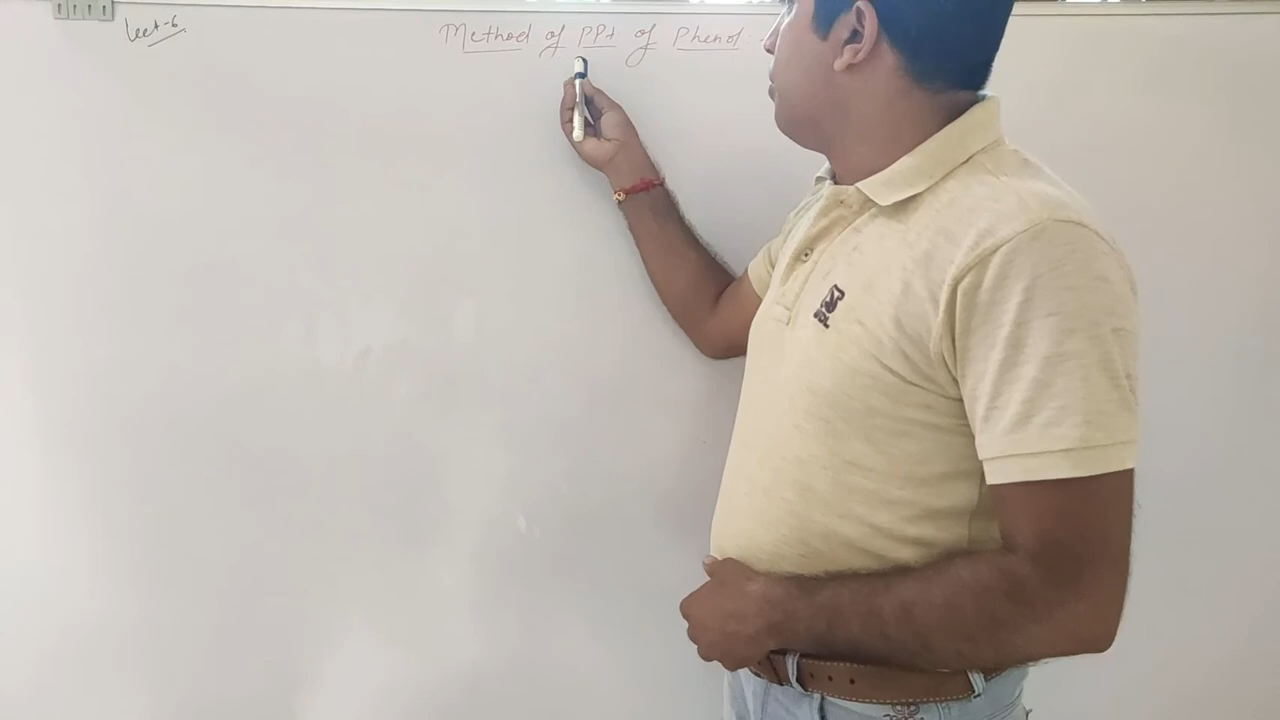 Lect-6
Method of PPt of Phenol :-